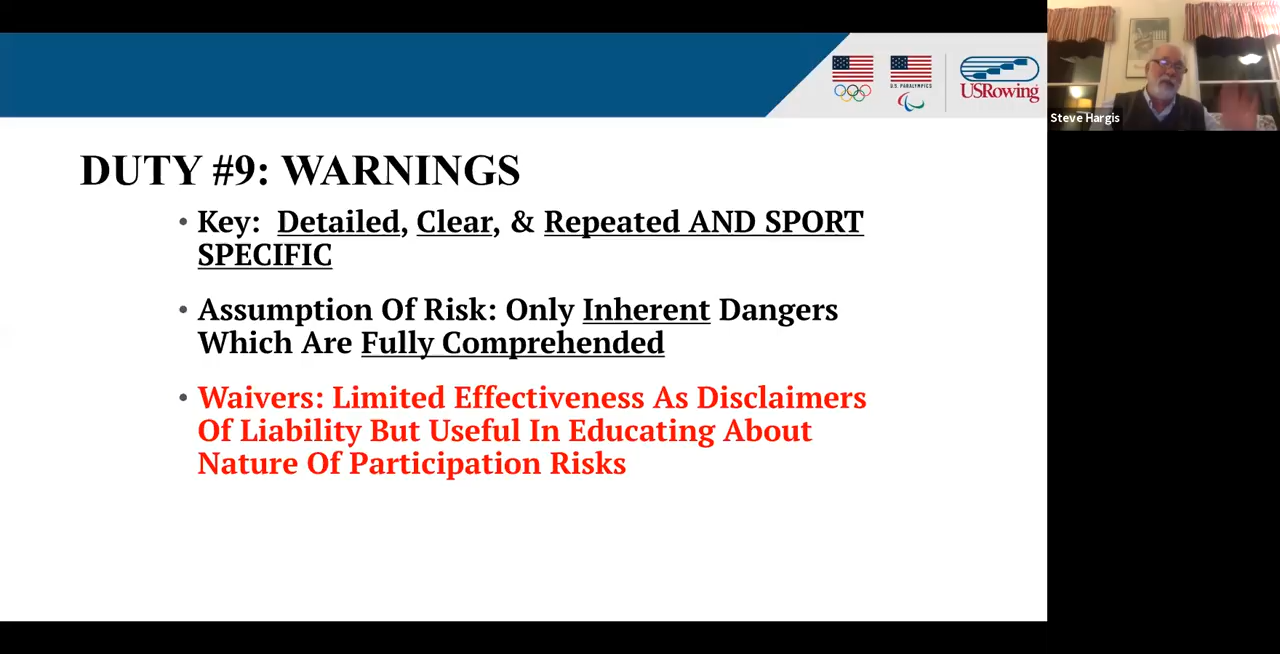 U.S. PARALYMPICS
USRowing
Steve Hargis
DUTY #9: WARNINGS
• Key: Detailed, Clear, & Repeated AND SPORT
SPECIFIC
• Assumption Of Risk: Only Inherent Dangers
Which Are Fully Comprehended
• Waivers: Limited Effectiveness As Disclaimers
Of Liability But Useful In Educating About
Nature Of Participation Risks